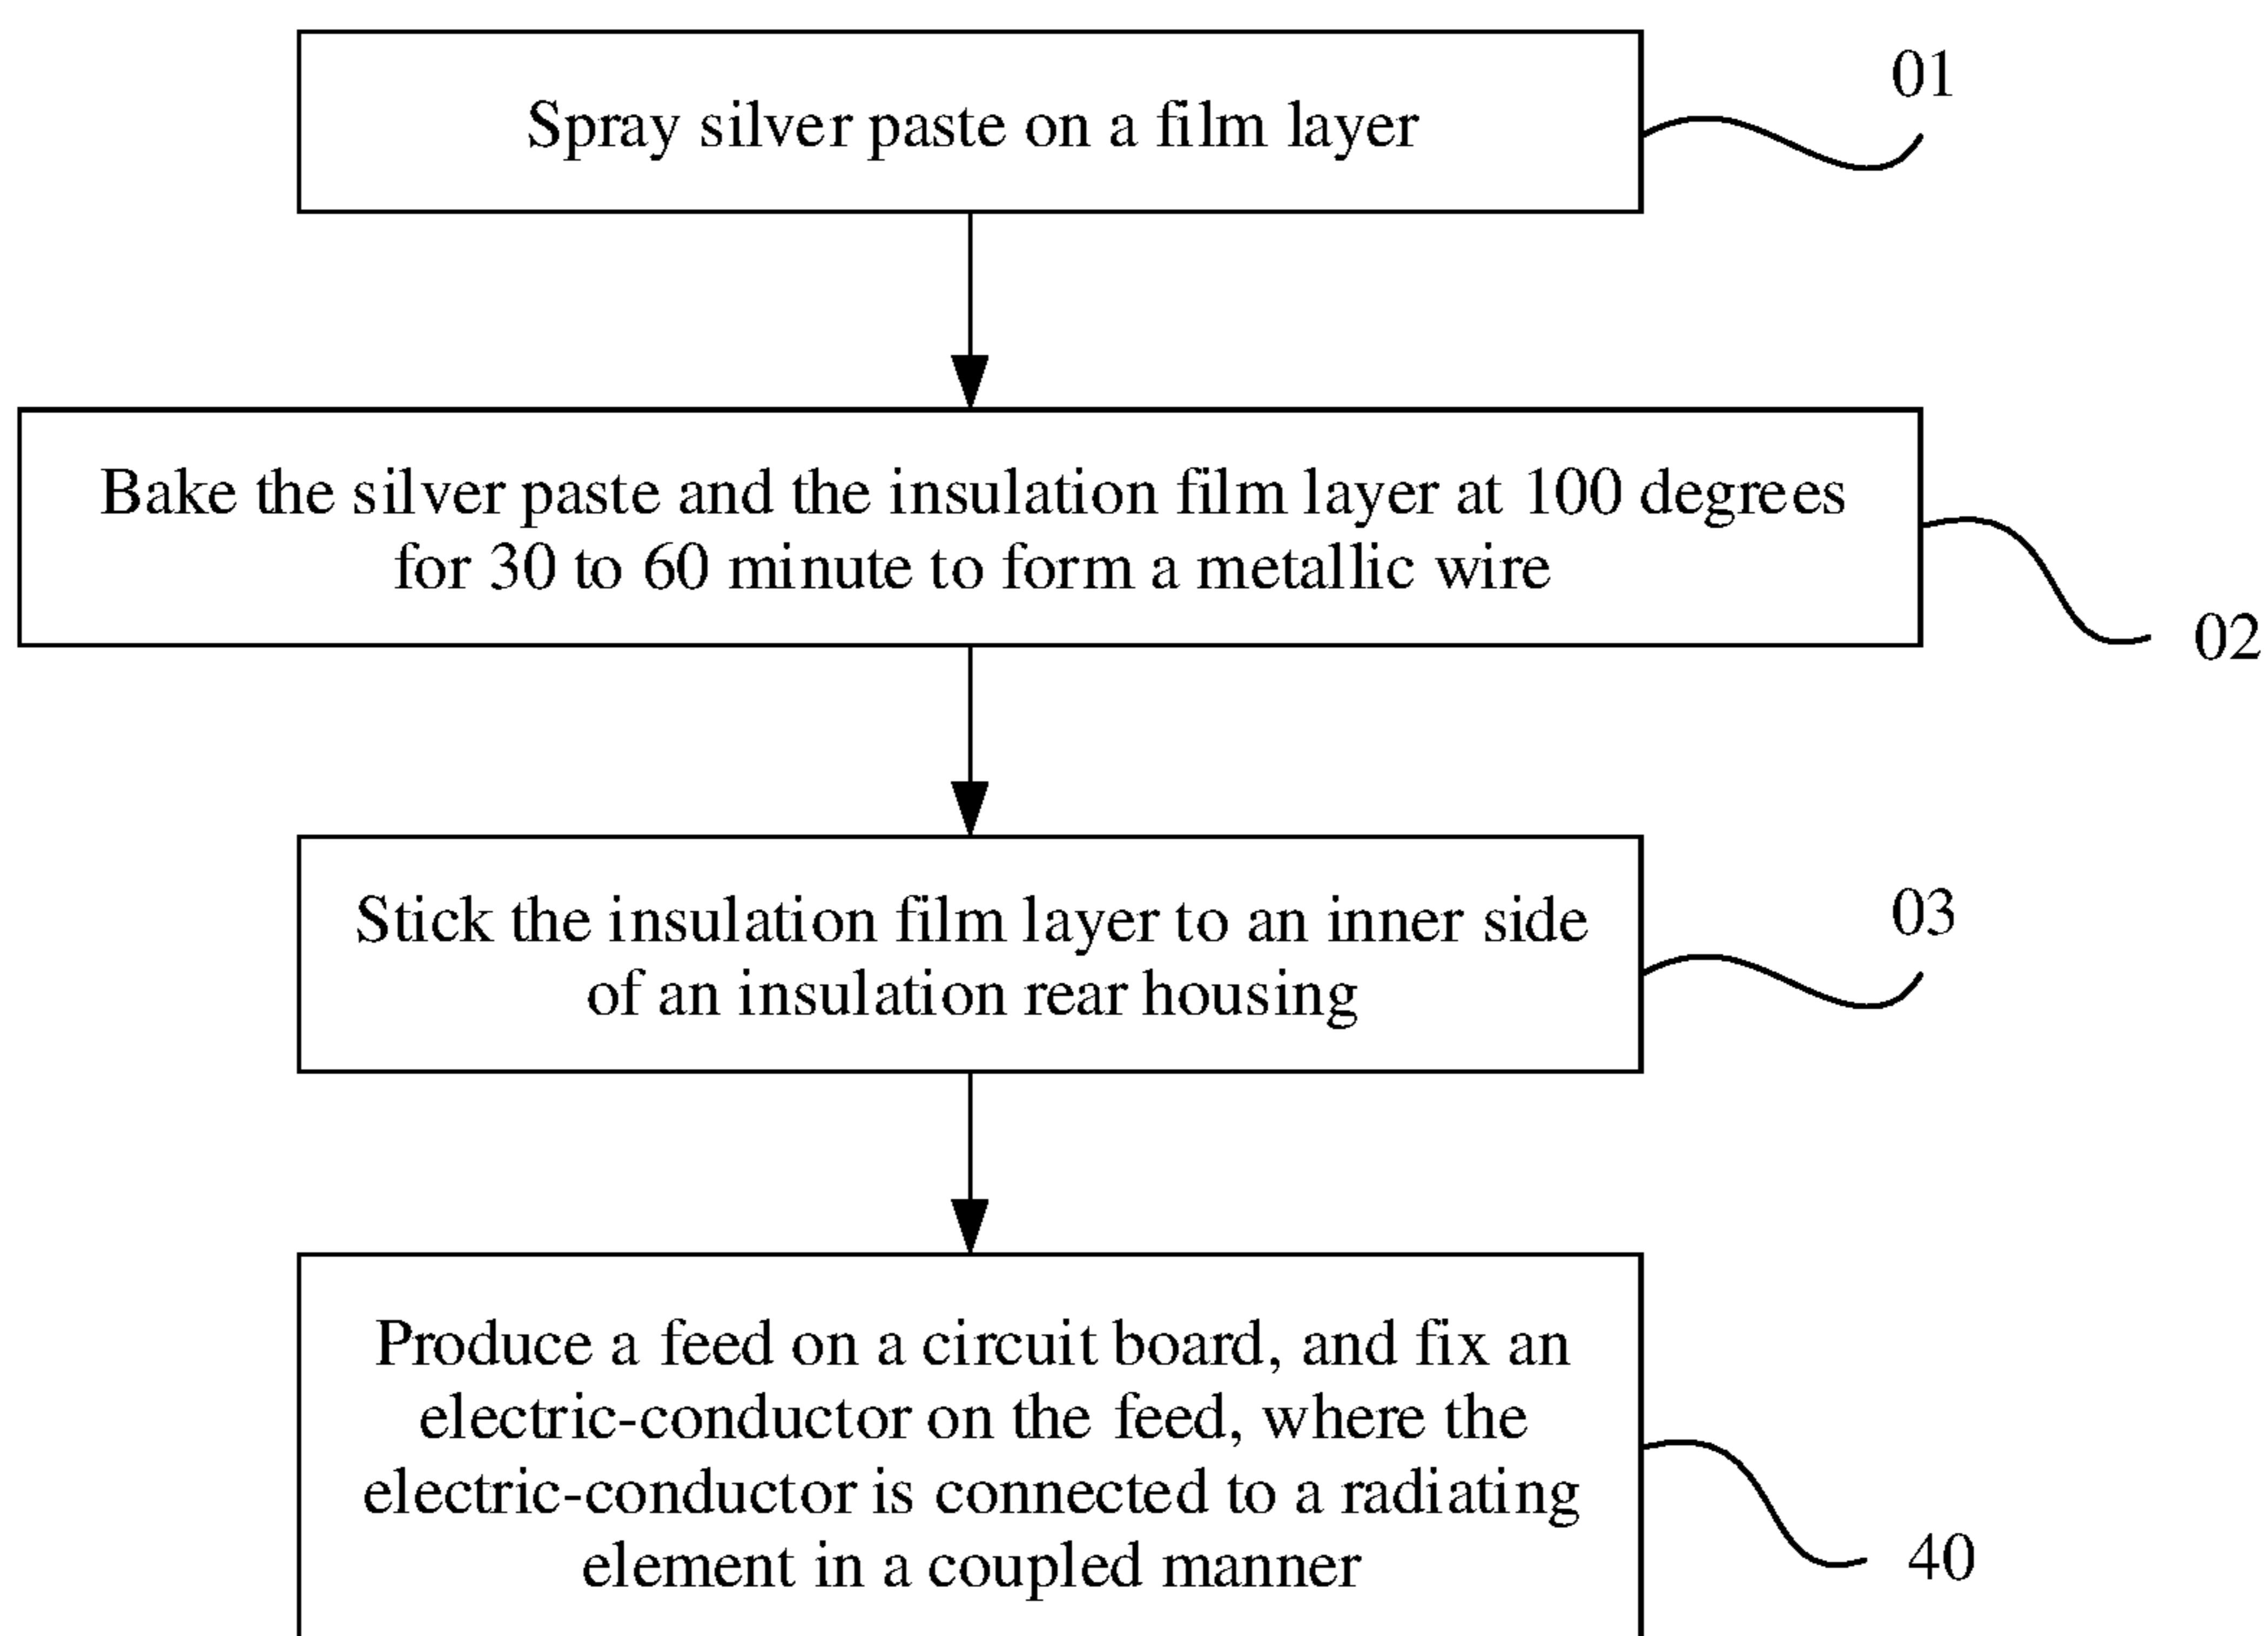 Spray silver paste on a film layer
01
Bake the silver paste and the insulation film layer at 100 degrees
for 30 to 60 minute to form a metallic wire
02
Stick the insulation film layer to an inner side
of an insulation rear housing
03
Produce a feed on a circuit board, and fix an
electric-conductor on the feed, where the
electric-conductor is connected to a radiating
element in a coupled manner
40